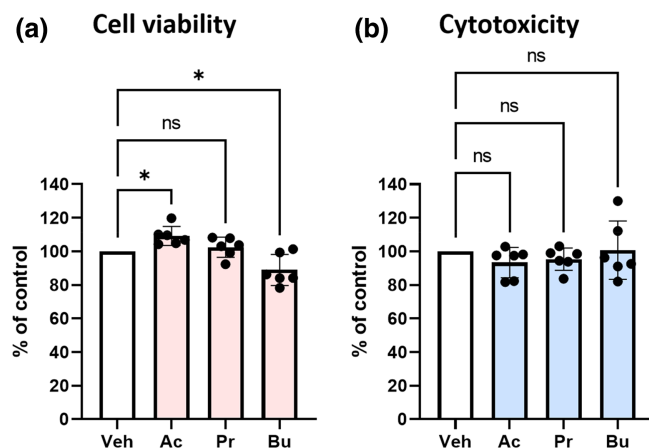 (a) Cell viability
*
ns
*
% of control
140
120
100
80
60
40
20
0
Veh Ac Pr Bu
(b) Cytotoxicity
ns
ns
ns
% of control
140
120
100
80
60
40
20
0
Veh Ac Pr Bu